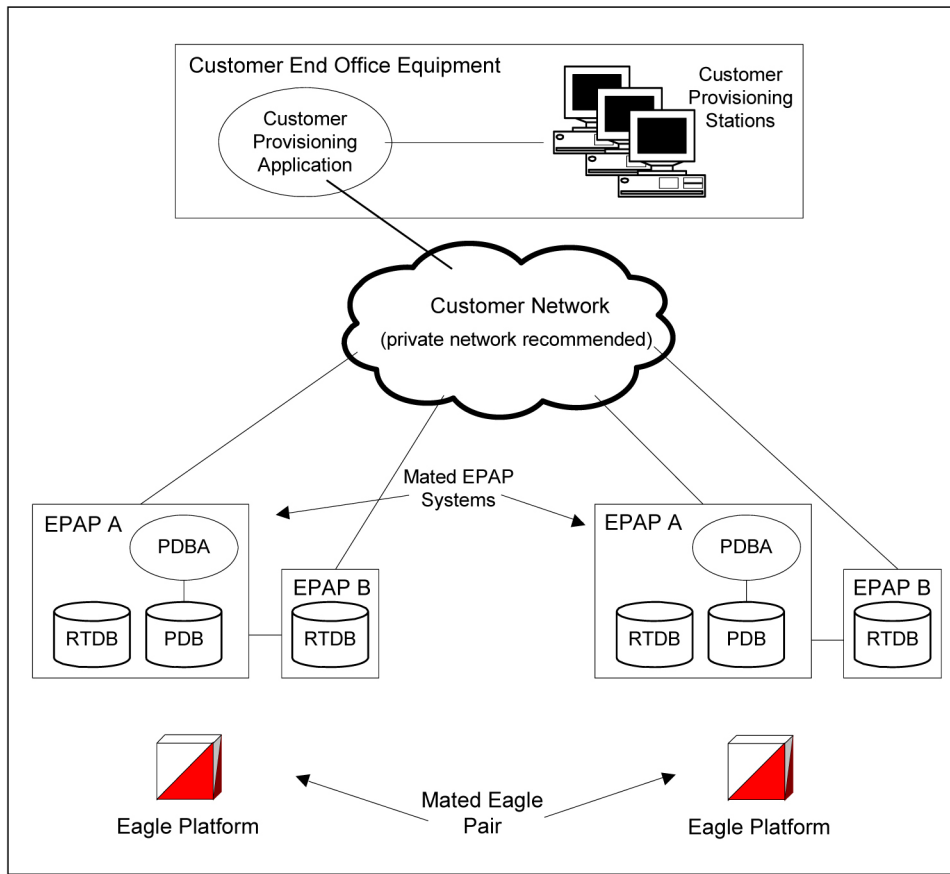 Customer End Office Equipment
Customer
Provisioning
Application
Customer
Provisioning
Stations
Customer Network
(private network recommended)
Mated EPAP
Systems
EPAP A
PDBA
RTDB
PDB
EPAP B
RTDB
EPAP A
PDBA
RTDB
PDB
EPAP B
RTDB
Eagle Platform
Mated Eagle
Pair
Eagle Platform